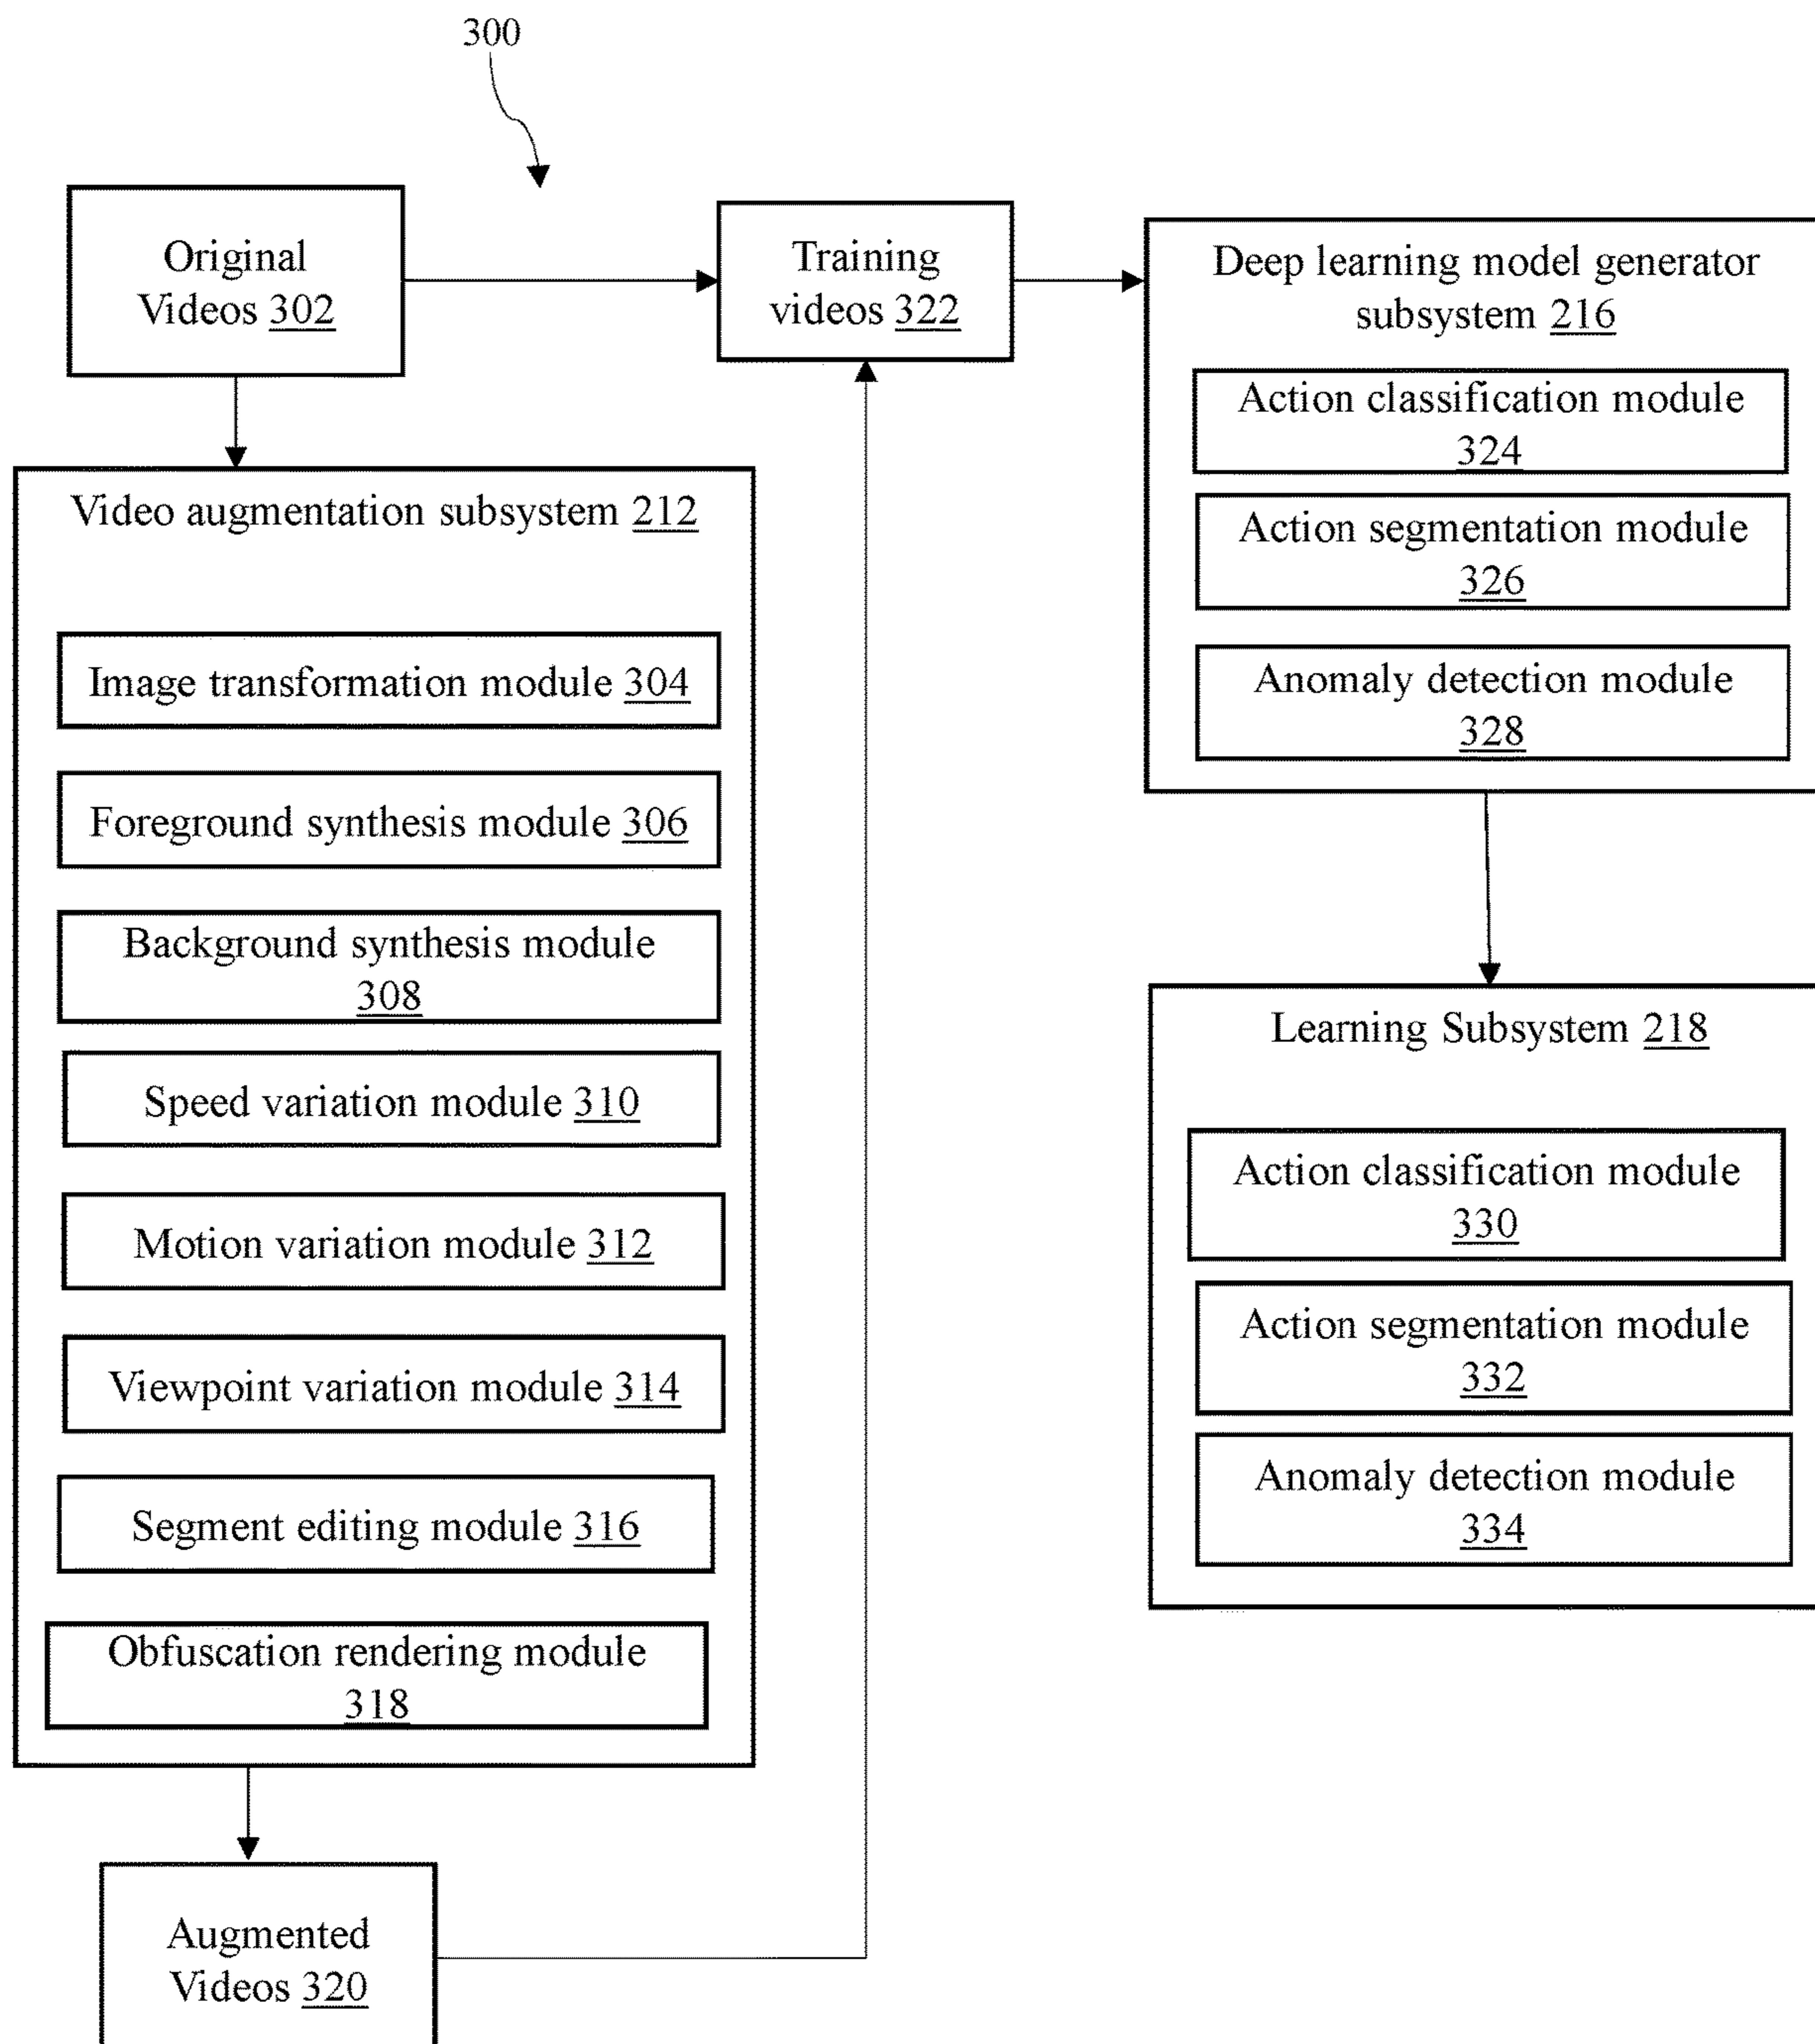 300
Original
Videos 302
Training
videos 322
Deep learning model generator
subsystem 216
Action classification module
324
Action segmentation module
326
Anomaly detection module
328
Video augmentation subsystem 212
Image transformation module 304
Foreground synthesis module 306
Background synthesis module
308
Speed variation module 310
Motion variation module 312
Viewpoint variation module 314
Segment editing module 316
Obfuscation rendering module
318
Learning Subsystem 218
Action classification module
330
Action segmentation module
332
Anomaly detection module
334
Augmented
Videos 320